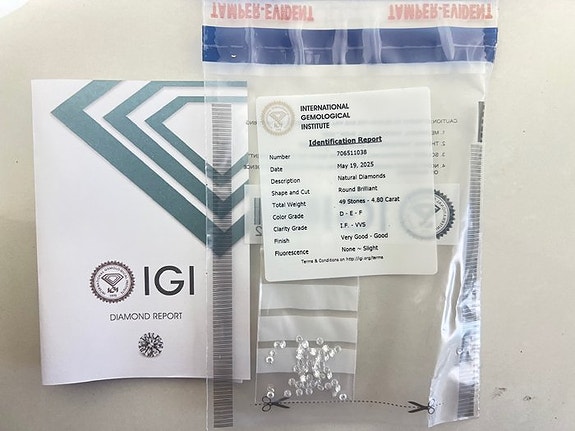 TAMPER-EVIDENT TAMPER-EVIDENT
INTERNATIONAL
GEMOLOGICAL
INSTITUTE
Identification Report
Number 706511038
Date May 19, 2025
Description Natural Diamonds
Shape and Cut Round Brilliant
Total Weight 49 Stones - 4.80 Carat
Color Grade D - E - F
Clarity Grade I.F. - VVS
Finish Very Good - Good
Fluorescence None ~ Slight
Terms & Conditions on http://igi.org/terms
IGI
IGI
DIAMOND REPORT